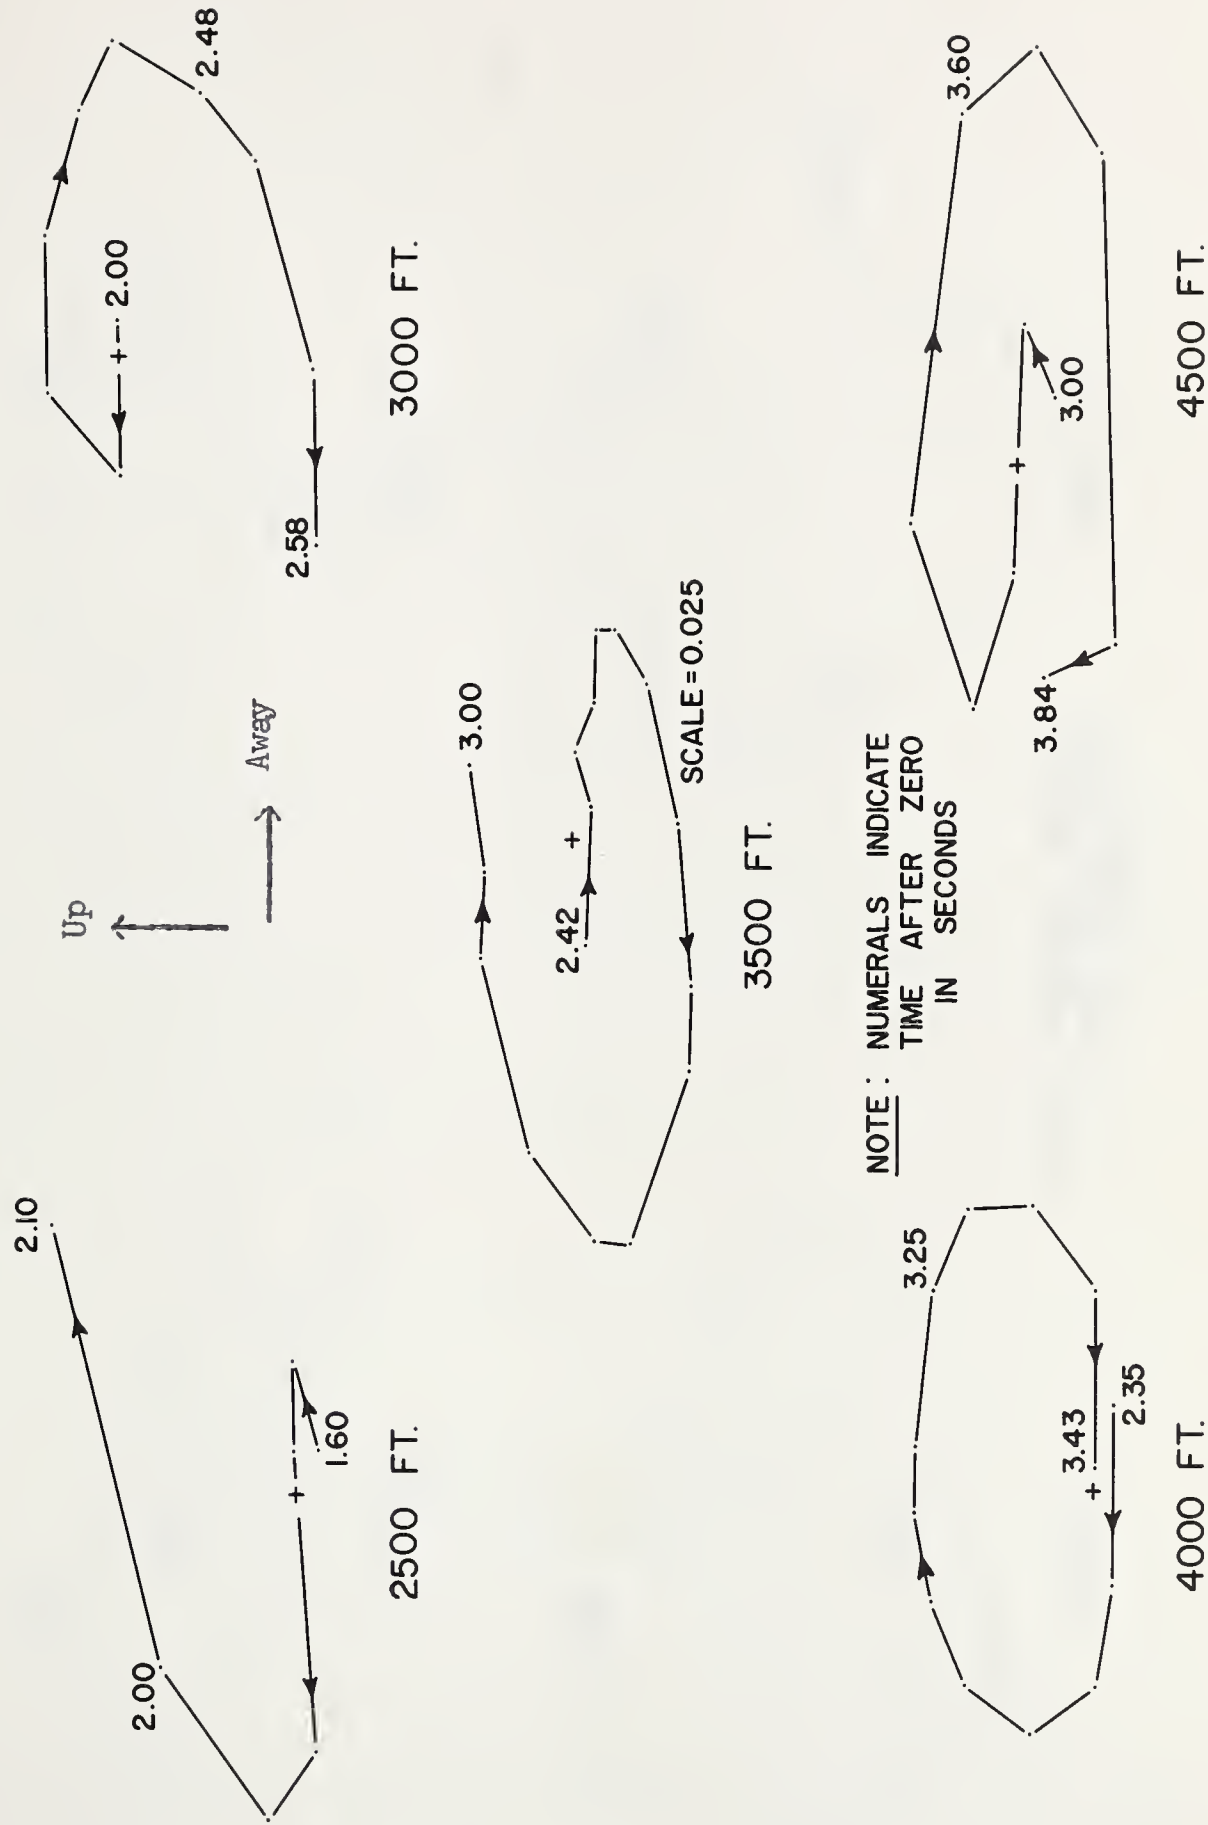 2.10
2.00
1.60
2500 FT.
Up
Away
2.48
2.00
2.58
3000 FT.
3.00
2.42
SCALE = 0.025
3500 FT.
3.25
3.43
2.35
4000 FT.
NOTE: NUMERALS INDICATE
TIME AFTER ZERO
IN SECONDS
3.60
3.00
3.84
4500 FT.